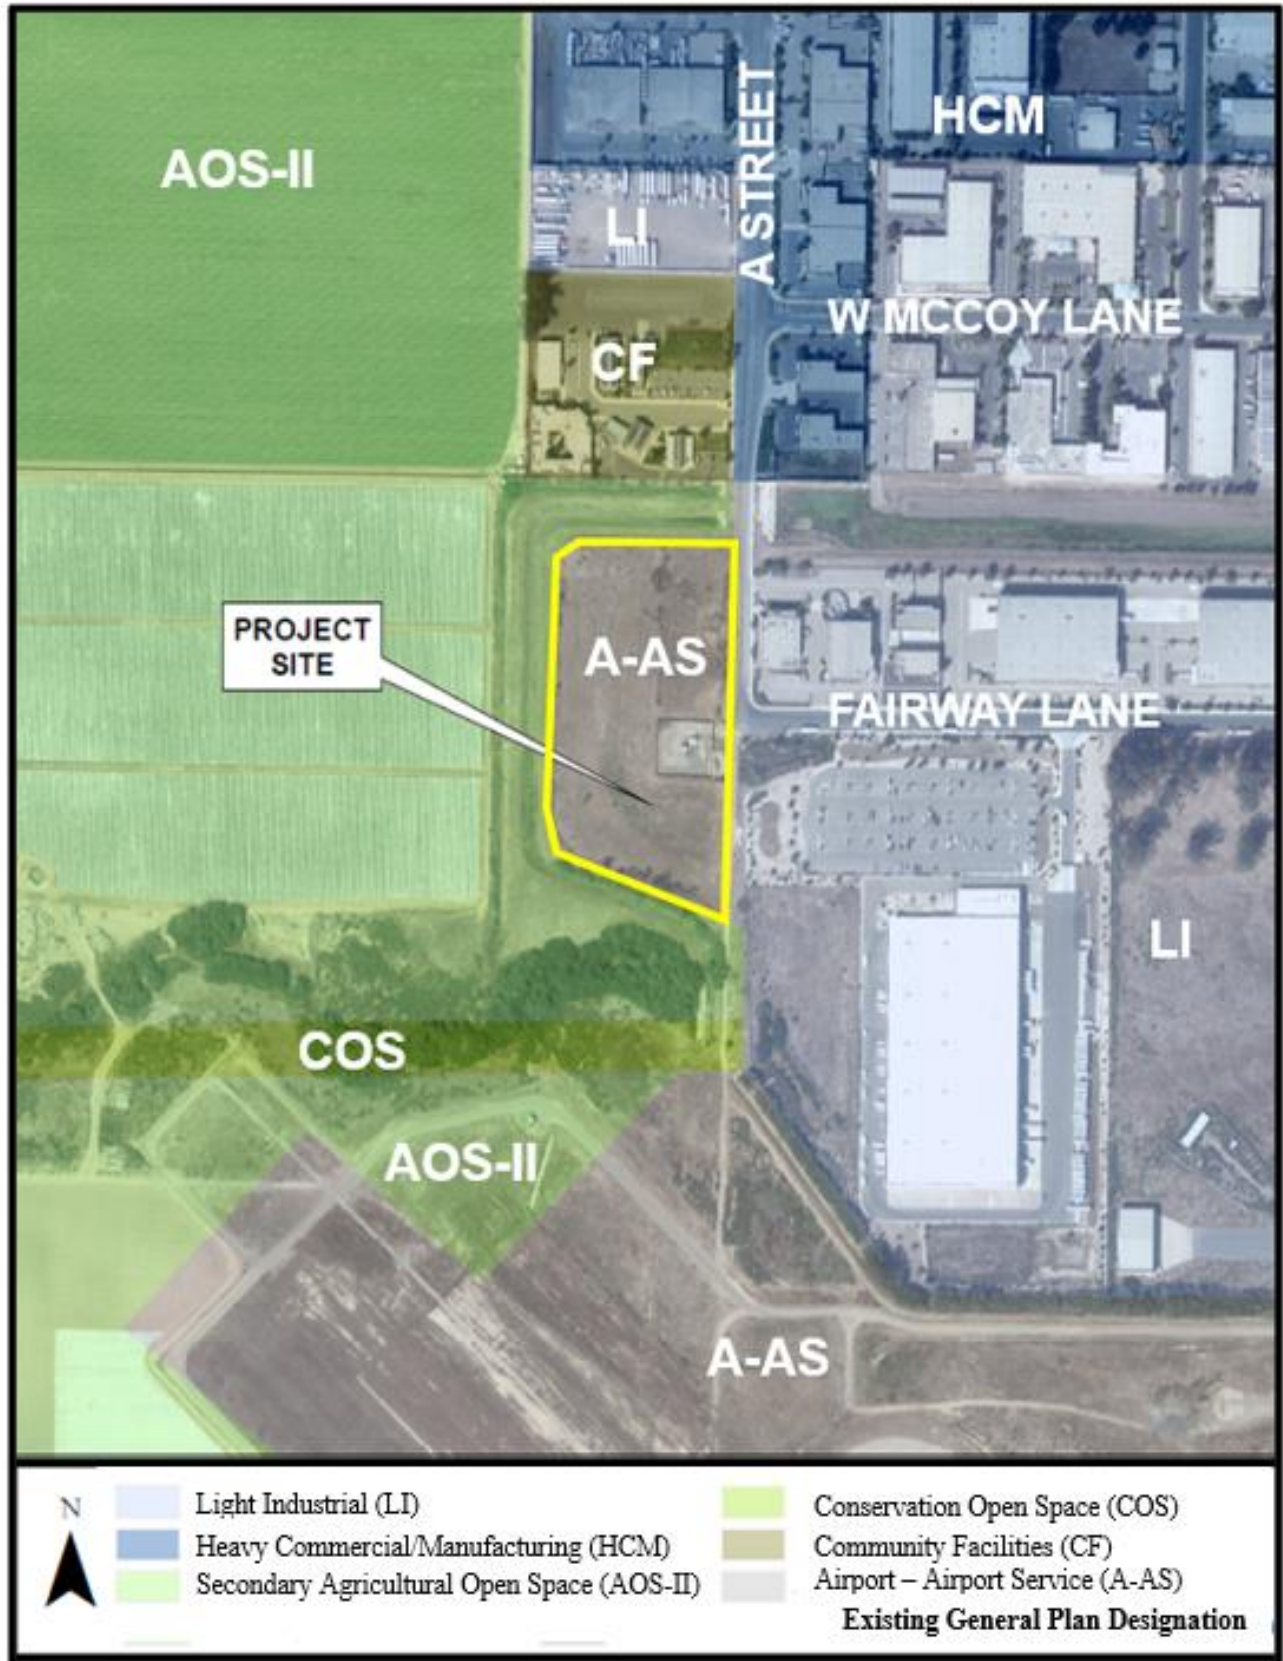 A STREET
HCM
AOS-II
LI
W MCCOY LANE
CF
PROJECT
SITE
A-AS
FAIRWAY LANE
LI
COS
AOS-II
A-AS
N
Light Industrial (LI)
Heavy Commercial/Manufacturing (HCM)
Secondary Agricultural Open Space (AOS-II)
Conservation Open Space (COS)
Community Facilities (CF)
Airport – Airport Service (A-AS)
Existing General Plan Designation